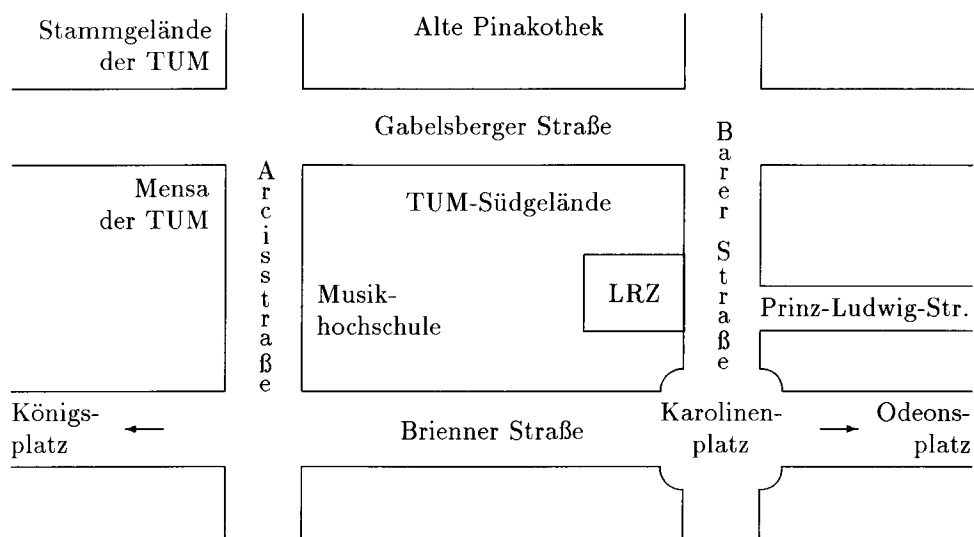 Stammgelände
der TUM
Alte Pinakothek
Gabelsberger Straße
Barer Straße
Arcisstraße
Mensa
der TUM
TUM-Südgelände
Musik-
hochschule
LRZ
Prinz-Ludwig-Str.
Königs-
platz
Brienner Straße
Karolinen-
platz
Odeons-
platz